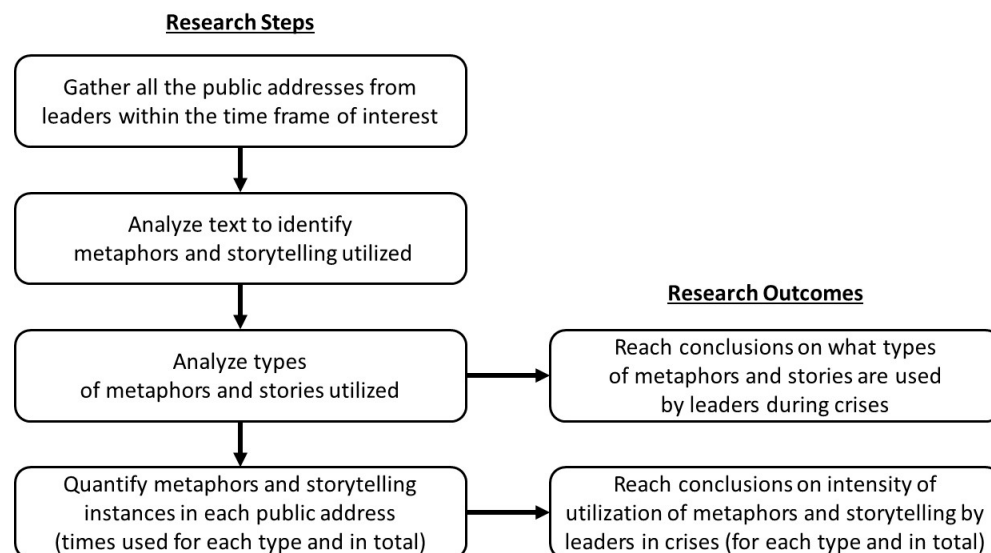 Research Steps
Gather all the public addresses from
leaders within the time frame of interest
Analyze text to identify
metaphors and storytelling utilized
Analyze types
of metaphors and stories utilized
Quantify metaphors and storytelling
instances in each public address
(times used for each type and in total)
Research Outcomes
Reach conclusions on what types
of metaphors and stories are used
by leaders during crises
Reach conclusions on intensity of
utilization of metaphors and storytelling by
leaders in crises (for each type and in total)